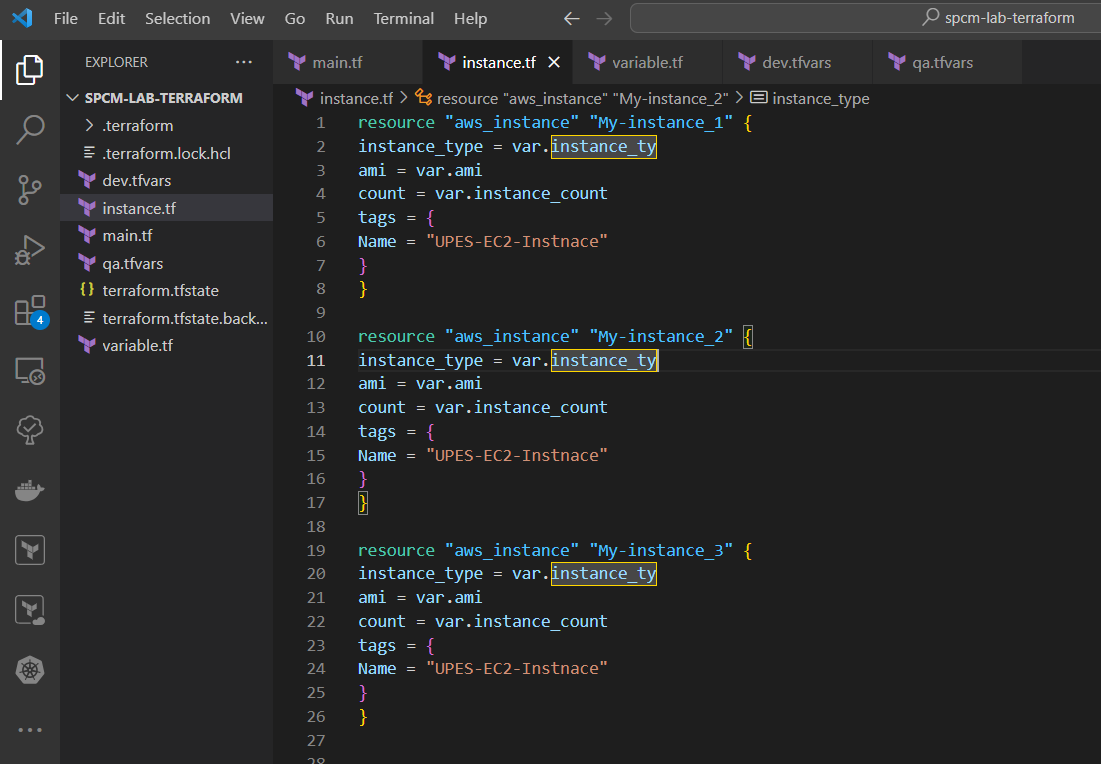 File Edit Selection View Go Run Terminal Help spcm-lab-terraform
EXPLORER ...
SPCM-LAB-TERRAFORM
.terraform
.terraform.lock.hcl
dev.tfvars
instance.tf
main.tf
qa.tfvars
{} terraform.tfstate
terraform.tfstate.back...
variable.tf
4
main.tf instance.tf variable.tf dev.tfvars qa.tfvars
instance.tf > resource "aws_instance" "My-instance_2" > instance_type
1 resource "aws_instance" "My-instance_1" {
2 instance_type = var.instance_ty
3 ami = var.ami
4 count = var.instance_count
5 tags = {
6 Name = "UPES-EC2-Instnace"
7 }
8 }
9
10 resource "aws_instance" "My-instance_2" {
11 instance_type = var.instance_ty
12 ami = var.ami
13 count = var.instance_count
14 tags = {
15 Name = "UPES-EC2-Instnace"
16 }
17 }
18
19 resource "aws_instance" "My-instance_3" {
20 instance_type = var.instance_ty
21 ami = var.ami
22 count = var.instance_count
23 tags = {
24 Name = "UPES-EC2-Instnace"
25 }
26 }
27
28